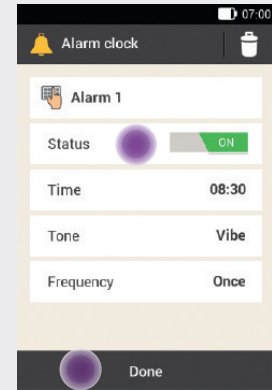 07:00
Alarm clock
Alarm 1
Status ON
Time 08:30
Tone Vibe
Frequency Once
Done